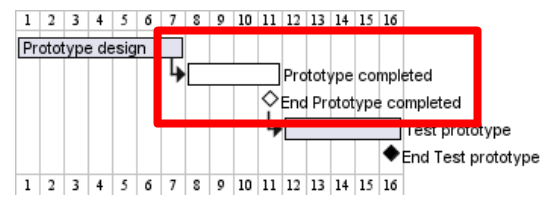 1 2 3 4 5 6 7 8 9 10 11 12 13 14 15 16
Prototype design
Prototype completed
End Prototype completed
Test prototype
End Test prototype
1 2 3 4 5 6 7 8 9 10 11 12 13 14 15 16